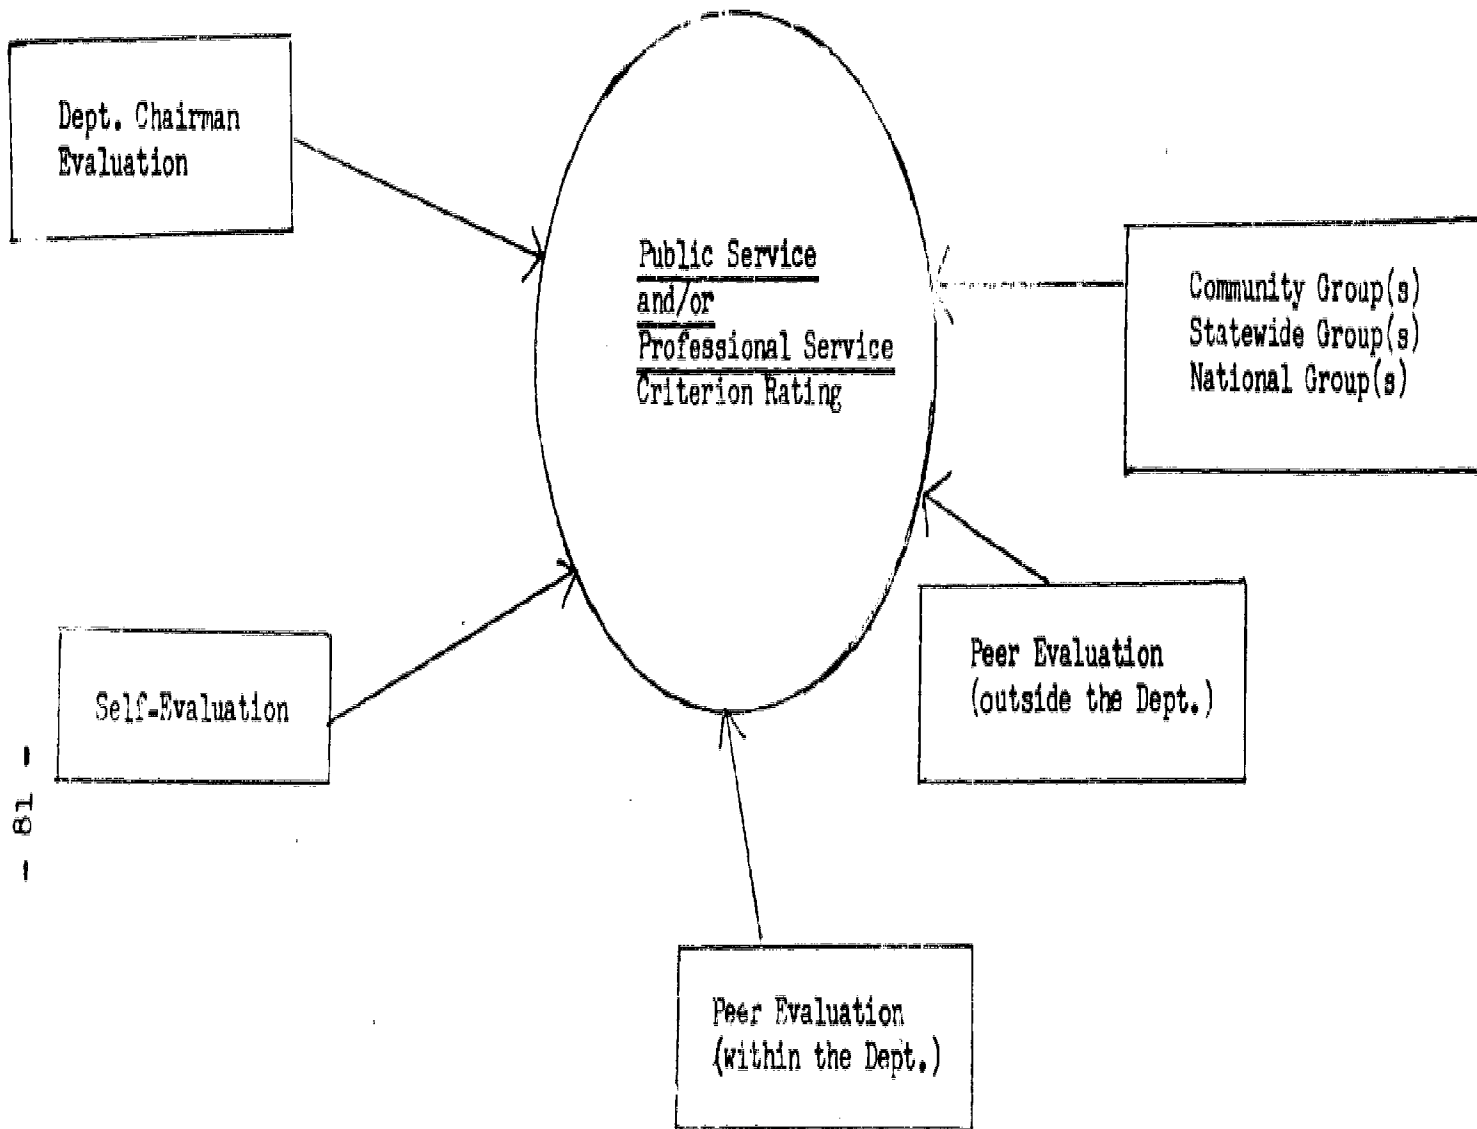 Dept. Chairman
Evaluation
Public Service
and/or
Professional Service
Criterion Rating
Community Group(s)
Statewide Group(s)
National Group(s)
Self-Evaluation
Peer Evaluation
(outside the Dept.)
Peer Evaluation
(within the Dept.)
- 81 -